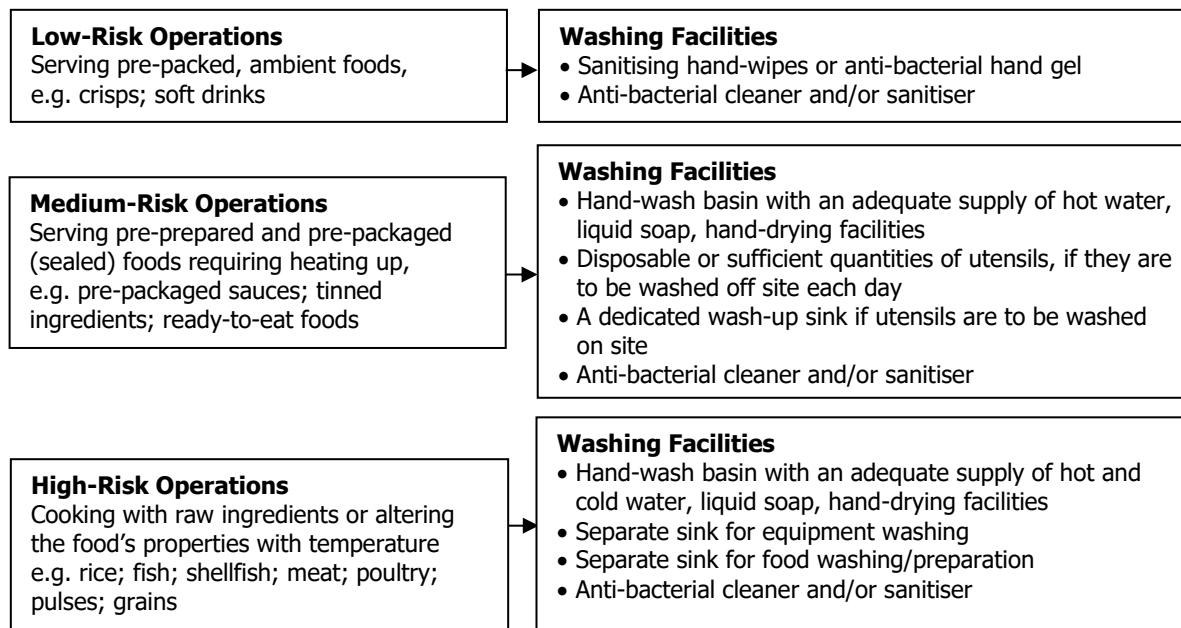 Low-Risk Operations
Serving pre-packed, ambient foods,
e.g. crisps; soft drinks
Washing Facilities
• Sanitising hand-wipes or anti-bacterial hand gel
• Anti-bacterial cleaner and/or sanitiser
Medium-Risk Operations
Serving pre-prepared and pre-packaged
(sealed) foods requiring heating up,
e.g. pre-packaged sauces; tinned
ingredients; ready-to-eat foods
Washing Facilities
• Hand-wash basin with an adequate supply of hot water,
liquid soap, hand-drying facilities
• Disposable or sufficient quantities of utensils, if they are
to be washed off site each day
• A dedicated wash-up sink if utensils are to be washed
on site
• Anti-bacterial cleaner and/or sanitiser
High-Risk Operations
Cooking with raw ingredients or altering
the food’s properties with temperature
e.g. rice; fish; shellfish; meat; poultry;
pulses; grains
Washing Facilities
• Hand-wash basin with an adequate supply of hot and
cold water, liquid soap, hand-drying facilities
• Separate sink for equipment washing
• Separate sink for food washing/preparation
• Anti-bacterial cleaner and/or sanitiser